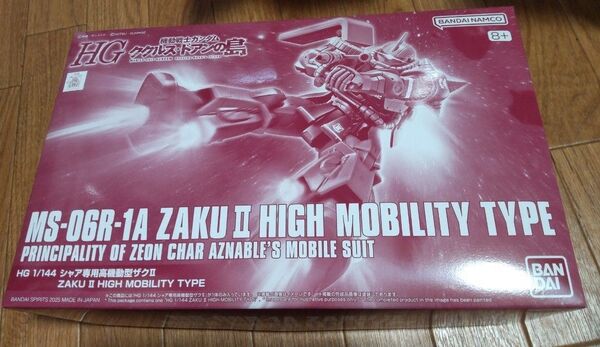 BANDAI NAMCO
8+
HG
機動戦士ガンダム
ククルス・ドアンの島
MS-06R-1A ZAKU II HIGH MOBILITY TYPE
PRINCIPALITY OF ZEON CHAR AZNABLE'S MOBILE SUIT
HG 1/144 シャア専用高機動型ザクII
ZAKU II HIGH MOBILITY TYPE
BANDAI SPIRITS 2025 MADE IN JAPAN
BAN
DAI